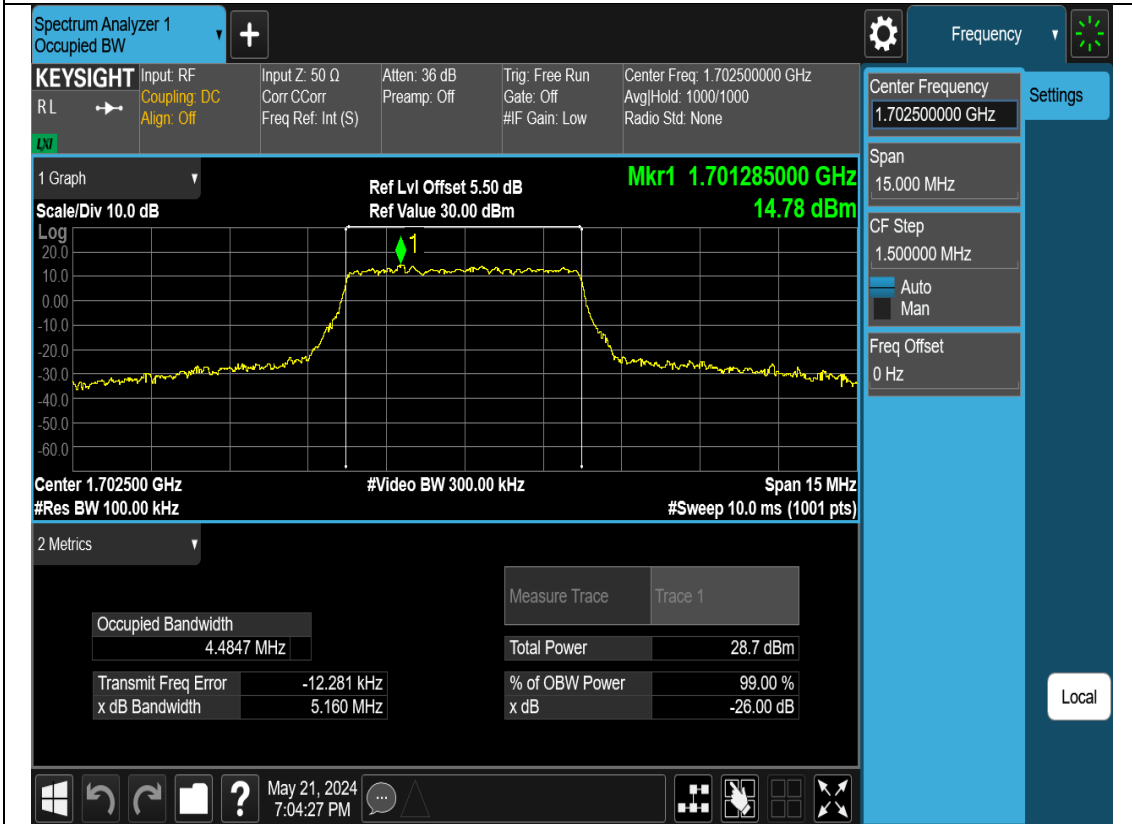 Spectrum Analyzer 1
Occupied BW
+
Frequency
KEYSIGHT
RL
LXI
Input: RF
Coupling: DC
Align: Off
Input Z: 50 Ω
Corr CCorr
Freq Ref: Int (S)
Atten: 36 dB
Preamp: Off
Trig: Free Run
Gate: Off
#IF Gain: Low
Center Freq: 1.702500000 GHz
Avg|Hold: 1000/1000
Radio Std: None
Center Frequency
1.702500000 GHz
Settings
Span
15.000 MHz
CF Step
1.500000 MHz
Auto
Man
Freq Offset
0 Hz
Local
1 Graph
Scale/Div 10.0 dB
Ref Lvl Offset 5.50 dB
Ref Value 30.00 dBm
Mkr1 1.701285000 GHz
14.78 dBm
Log
1
20.0
10.0
0.00
-10.0
-20.0
-30.0
-40.0
-50.0
-60.0
Center 1.702500 GHz
#Video BW 300.00 kHz
Span 15 MHz
#Res BW 100.00 kHz
#Sweep 10.0 ms (1001 pts)
2 Metrics
Measure Trace Trace 1
Occupied Bandwidth
4.4847 MHz
Total Power 28.7 dBm
Transmit Freq Error -12.281 kHz
% of OBW Power 99.00 %
x dB Bandwidth 5.160 MHz
x dB -26.00 dB
?
May 21, 2024
7:04:27 PM